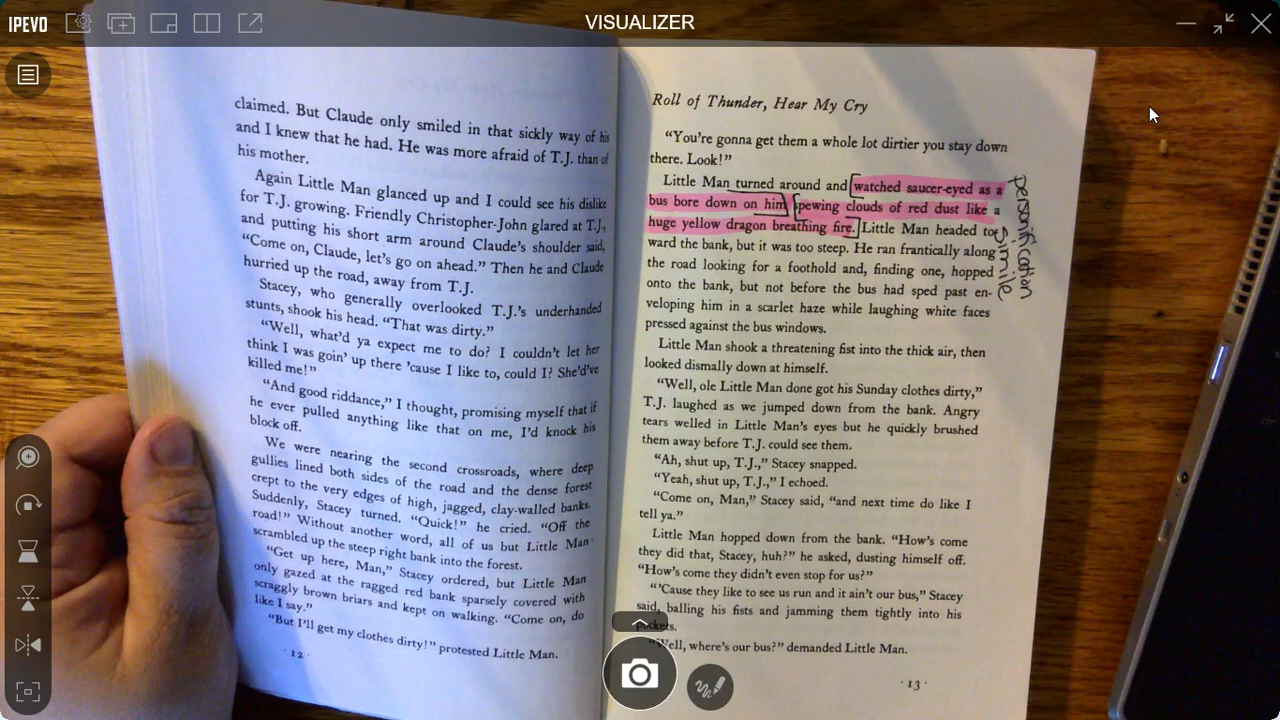 IPEVO
VISUALIZER
claimed. But Claude only smiled in that sickly way of his
and I knew that he had. He was more afraid of T.J. than of
his mother.
Again Little Man glanced up and I could see his dislike
for T.J. growing. Friendly Christopher-John glared at T.J.,
and putting his short arm around Claude's shoulder said,
"Come on, Claude, let's go on ahead." Then he and Claude
hurried up the road, away from T.J.
Stacey, who generally overlooked T.J.'s underhanded
stunts, shook his head. "That was dirty."
"Well, what'd ya expect me to do? I couldn't let her
think I was goin' up there 'cause I like to, could I? She'd've
killed me!"
"And good riddance," I thought, promising myself that if
he ever pulled anything like that on me, I'd knock his
block off.
We were nearing the second crossroads, where deep
gullies lined both sides of the road and the dense forest
crept to the very edges of high, jagged, clay-walled banks.
Suddenly, Stacey turned. "Quick!" he cried. "Off the
road!" Without another word, all of us but Little Man
scrambled up the steep right bank into the forest.
"Get up here, Man," Stacey ordered, but Little Man
only gazed at the ragged red bank sparsely covered with
scraggly brown briars and kept on walking. "Come on, do
like I say."
"But I'll get my clothes dirty!" protested Little Man.
· 12 ·
Roll of Thunder, Hear My Cry
"You're gonna get them a whole lot dirtier you stay down
there. Look!"
Little Man turned around and watched saucer-eyed as a
bus bore down on him spewing clouds of red dust like a
huge yellow dragon breathing fire. Little Man headed to-
ward the bank, but it was too steep. He ran frantically along
the road looking for a foothold and, finding one, hopped
onto the bank, but not before the bus had sped past en-
veloping him in a scarlet haze while laughing white faces
pressed against the bus windows.
Little Man shook a threatening fist into the thick air, then
looked dismally down at himself.
"Well, ole Little Man done got his Sunday clothes dirty,"
T.J. laughed as we jumped down from the bank. Angry
tears welled in Little Man's eyes but he quickly brushed
them away before T.J. could see them.
"Ah, shut up, T.J.," Stacey snapped.
"Yeah, shut up, T.J.," I echoed.
"Come on, Man," Stacey said, "and next time do like I
tell ya."
Little Man hopped down from the bank. "How's come
they did that, Stacey, huh?" he asked, dusting himself off.
"How's come they didn't even stop for us?"
"'Cause they like to see us run and it ain't our bus," Stacey
said, balling his fists and jamming them tightly into his
pockets.
"Well, where's our bus?" demanded Little Man.
· 13 ·
personification
simile